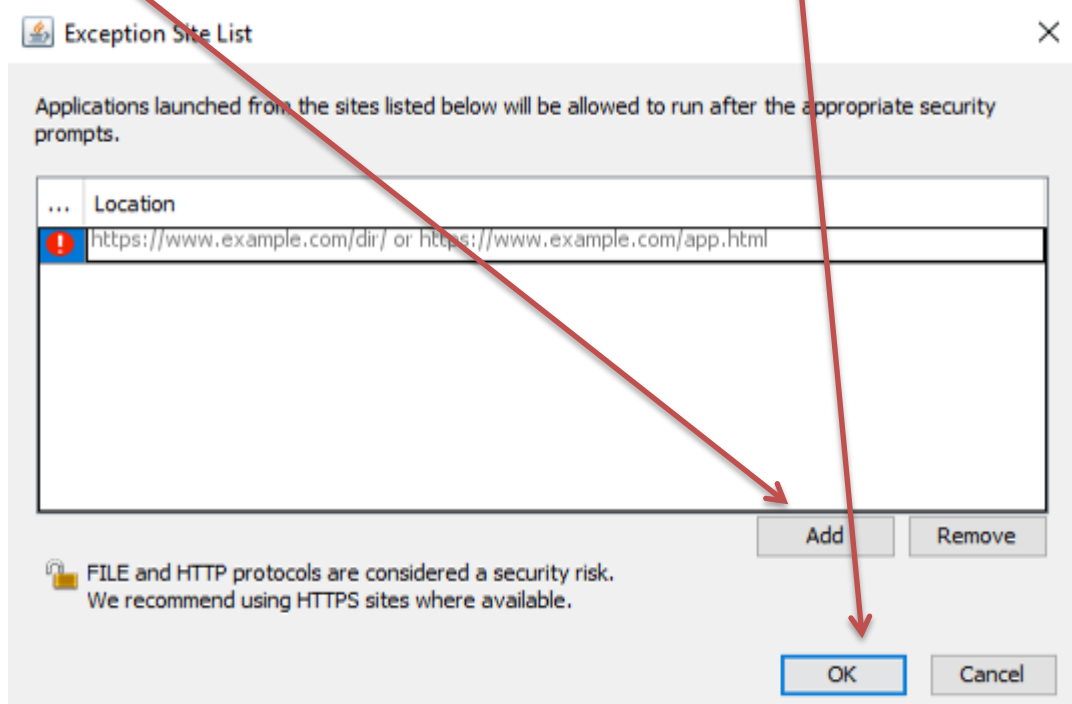 Exception Site List
Applications launched from the sites listed below will be allowed to run after the appropriate security
prompts.
... Location
https://www.example.com/dir/ or https://www.example.com/app.html
Add Remove
FILE and HTTP protocols are considered a security risk.
We recommend using HTTPS sites where available.
OK Cancel